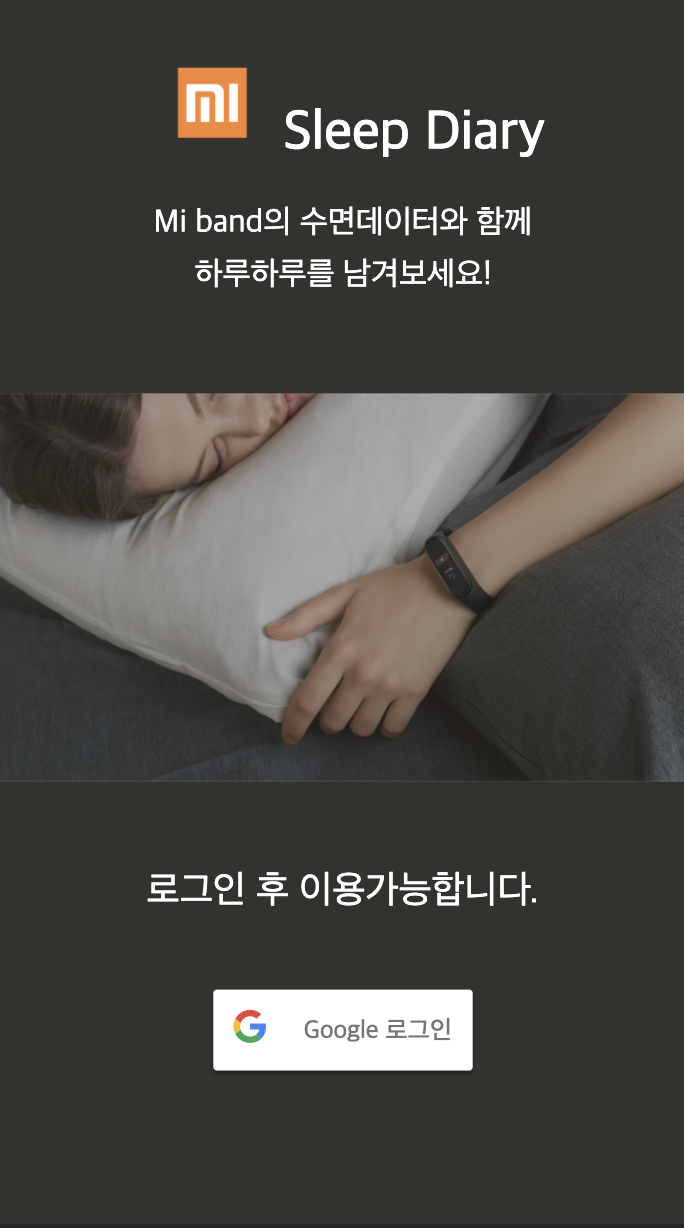 mi
Sleep Diary
Mi band의 수면데이터와 함께
하루하루를 남겨보세요!
로그인 후 이용가능합니다.
G
Google 로그인